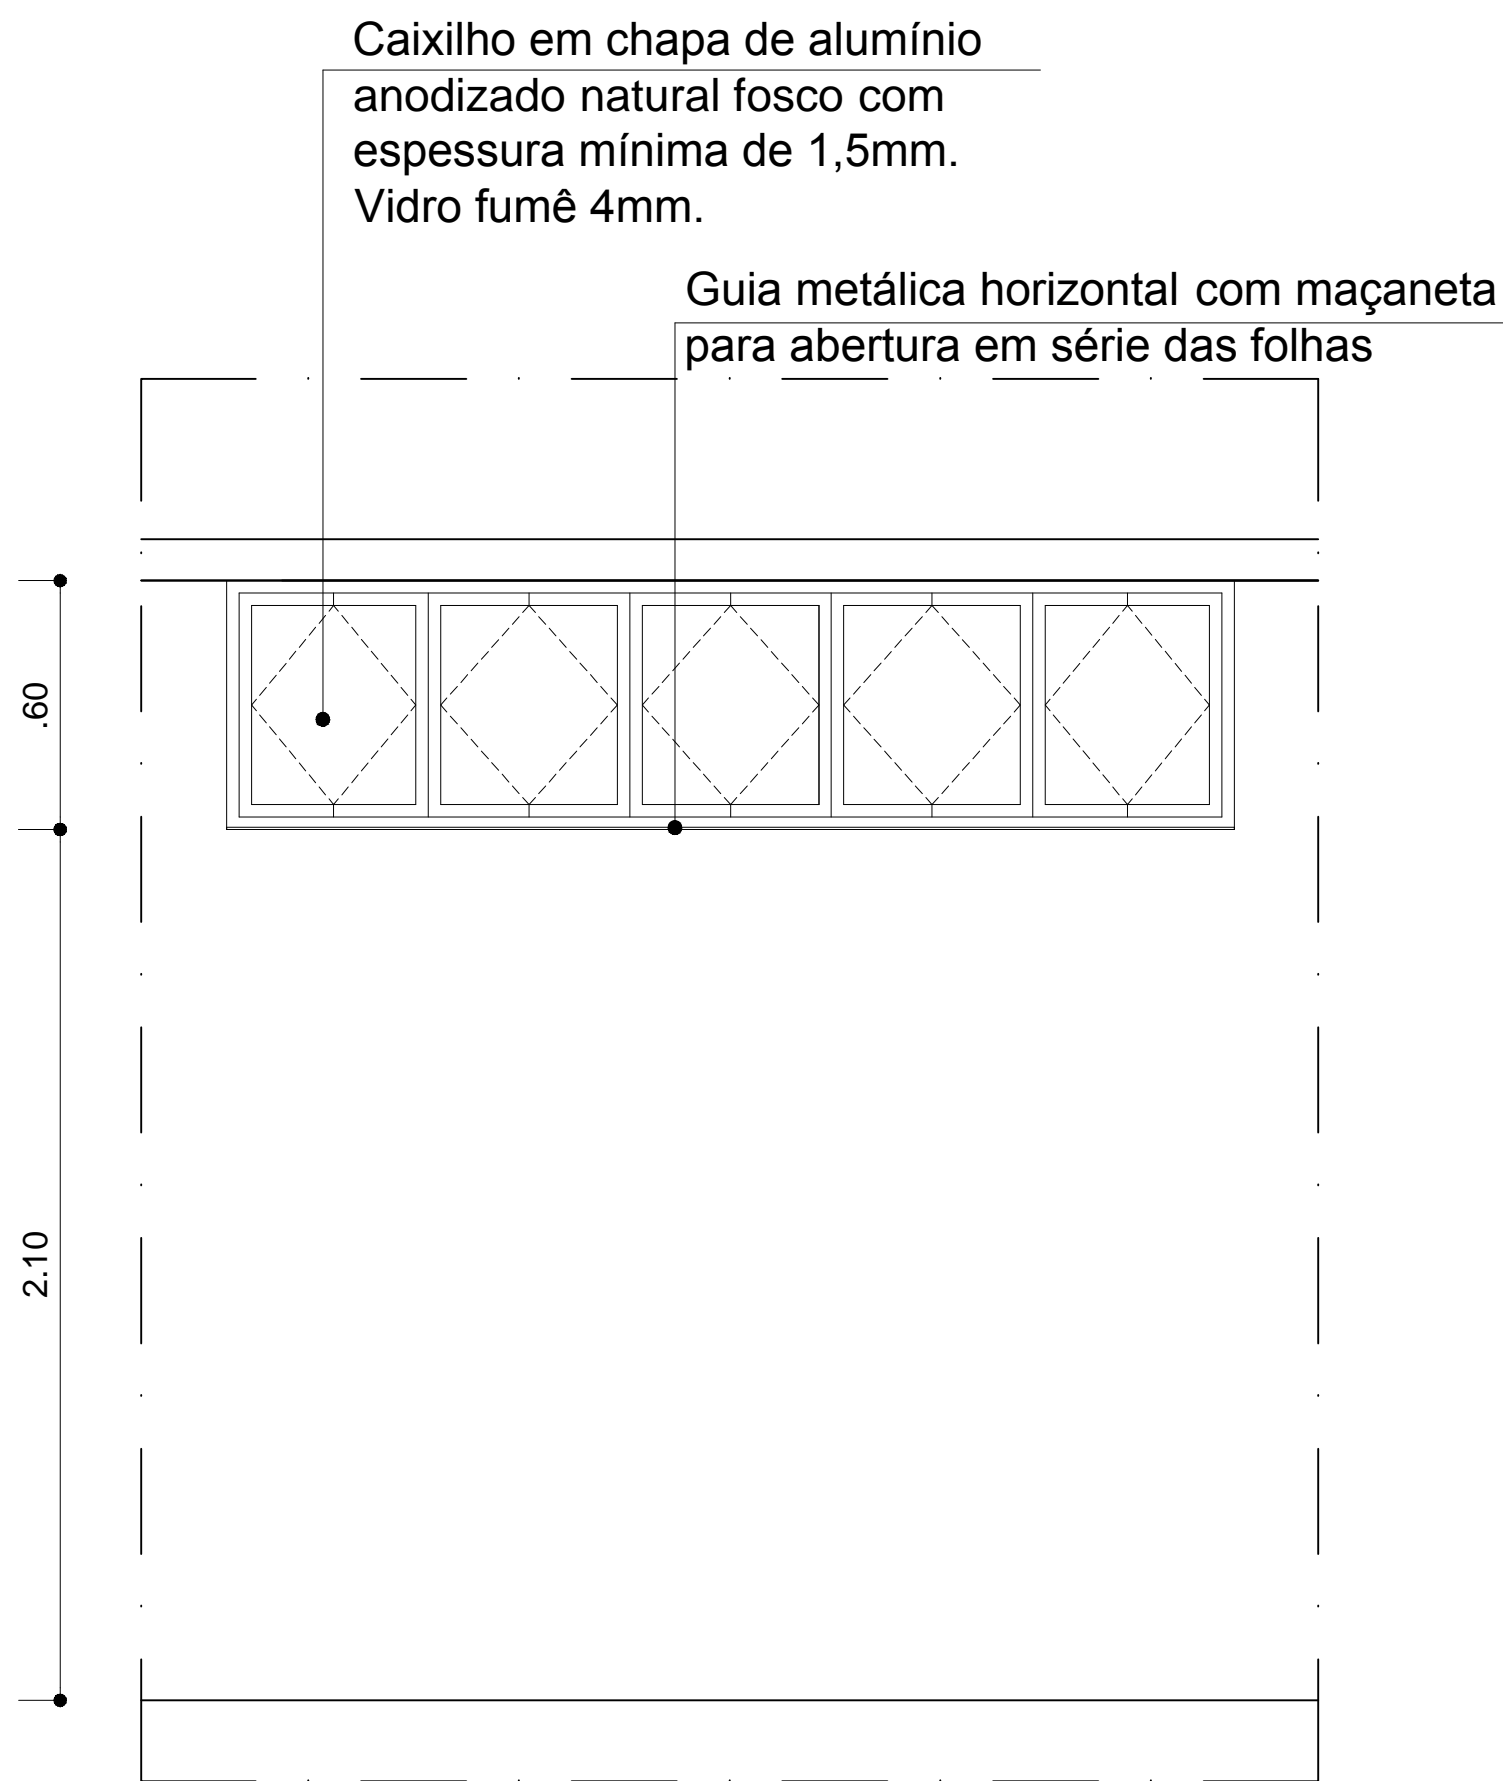 Caixilho em chapa de alumínio
anodizado natural fosco com
espessura mínima de 1,5mm.
Vidro fumê 4mm.
Guia metálica horizontal com maçaneta
para abertura em série das folhas
.60
2.10